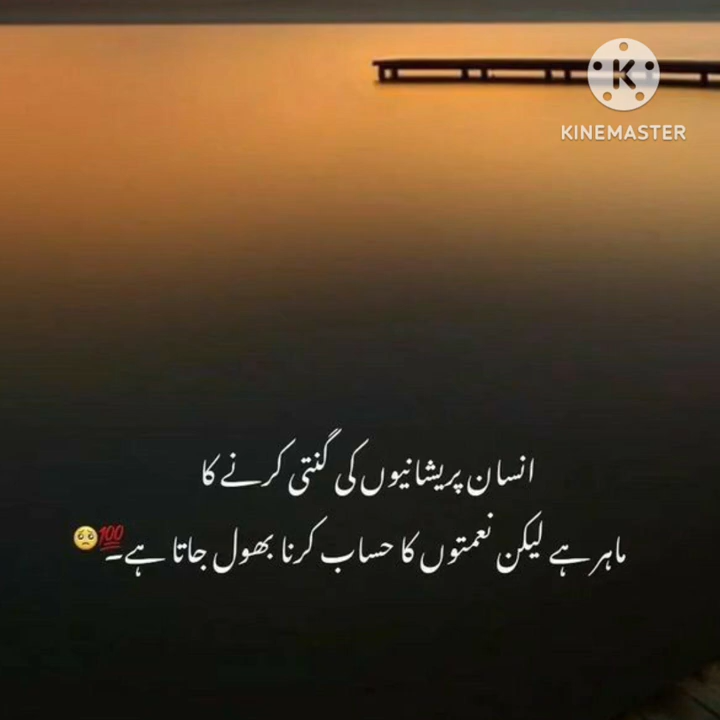 KINEMASTER
انسان پریشانیوں کی گنتی کرنے کا
ماہر ہے لیکن نعمتوں کا حساب کرنا بھول جاتا ہے۔💯🥺